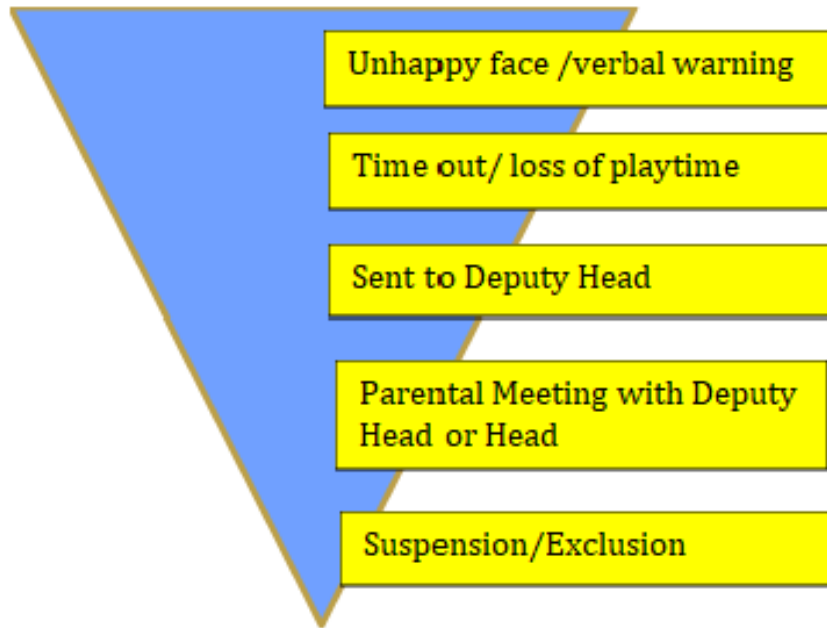 Unhappy face /verbal warning
Time out/ loss of playtime
Sent to Deputy Head
Parental Meeting with Deputy
Head or Head
Suspension/Exclusion